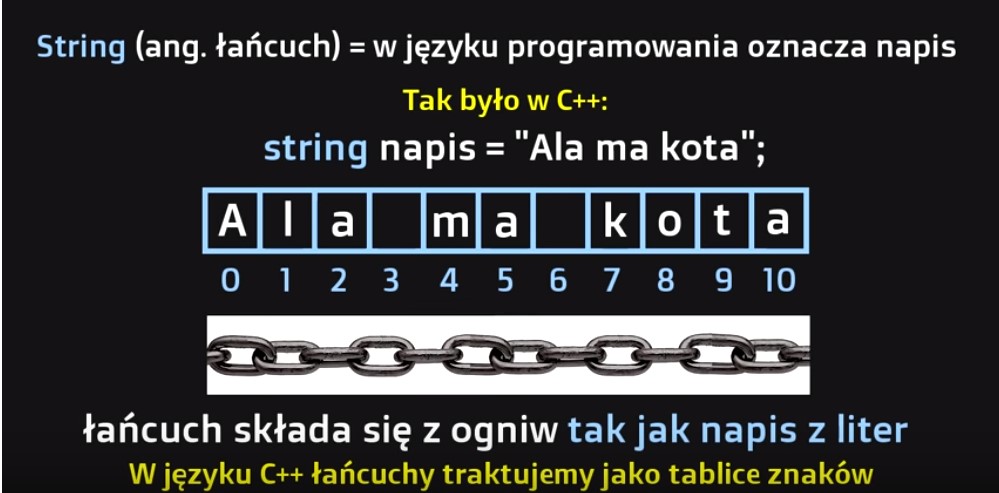 String (ang. łańcuch) = w języku programowania oznacza napis
Tak było w C++:
string napis = "Ala ma kota";
A l a m a k o t a
0 1 2 3 4 5 6 7 8 9 10
łańcuch składa się z ogniw tak jak napis z liter
W języku C++ łańcuchy traktujemy jako tablice znaków